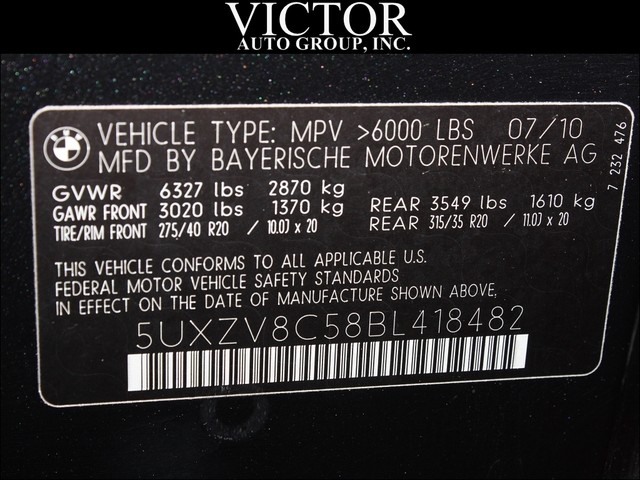 VICTOR
AUTO GROUP, INC.
BMW
VEHICLE TYPE: MPV >6000 LBS 07/10
MFD BY BAYERISCHE MOTORENWERKE AG
7 232 476
GVWR 6327 lbs 2870 kg
GAWR FRONT 3020 lbs 1370 kg REAR 3549 lbs 1610 kg
TIRE/RIM FRONT 275/40 R20 / 10.0J x 20 REAR 315/35 R20 / 11.0J x 20
THIS VEHICLE CONFORMS TO ALL APPLICABLE U.S.
FEDERAL MOTOR VEHICLE SAFETY STANDARDS
IN EFFECT ON THE DATE OF MANUFACTURE SHOWN ABOVE.
5UXZV8C58BL418482